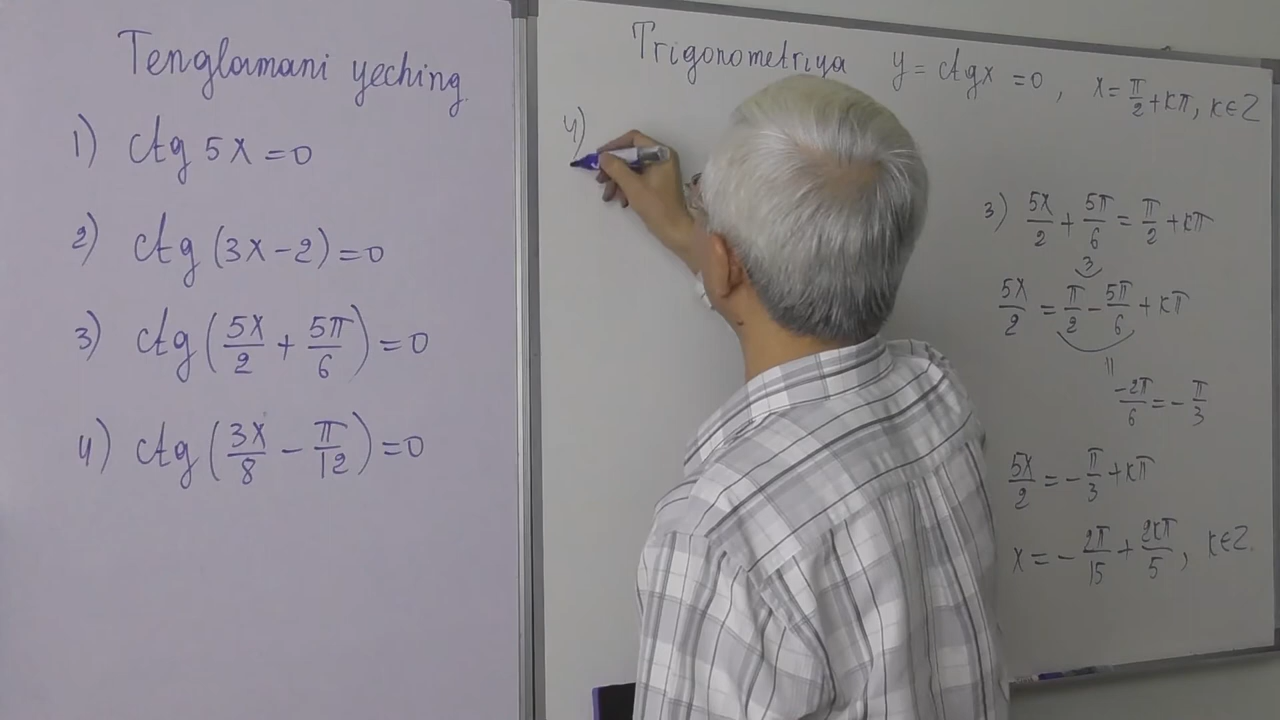 Tenglamani yeching
1) ctg 5x = 0
2) ctg (3x - 2) = 0
3) ctg (5x/2 + 5π/6) = 0
4) ctg (3x/8 - π/12) = 0
Trigonometriya y = ctgx = 0, x = π/2 + kπ, k∈Z
4)
3) 5x/2 + 5π/6 = π/2 + kπ
3
5x/2 = π/2 - 5π/6 + kπ
=
-2π/6 = -π/3
5x/2 = -π/3 + kπ
x = -2π/15 + 2kπ/5, k∈Z.